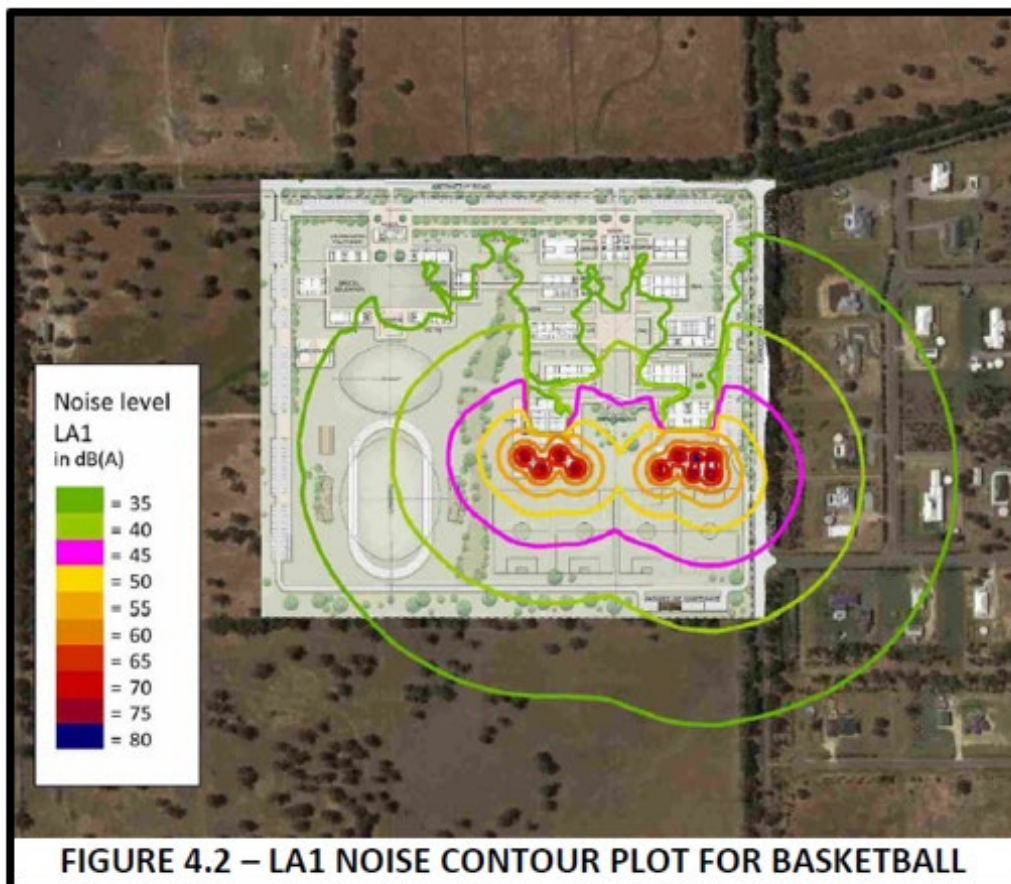 Noise level
LA1
in dB(A)
= 35
= 40
= 45
= 50
= 55
= 60
= 65
= 70
= 75
= 80
FIGURE 4.2 – LA1 NOISE CONTOUR PLOT FOR BASKETBALL